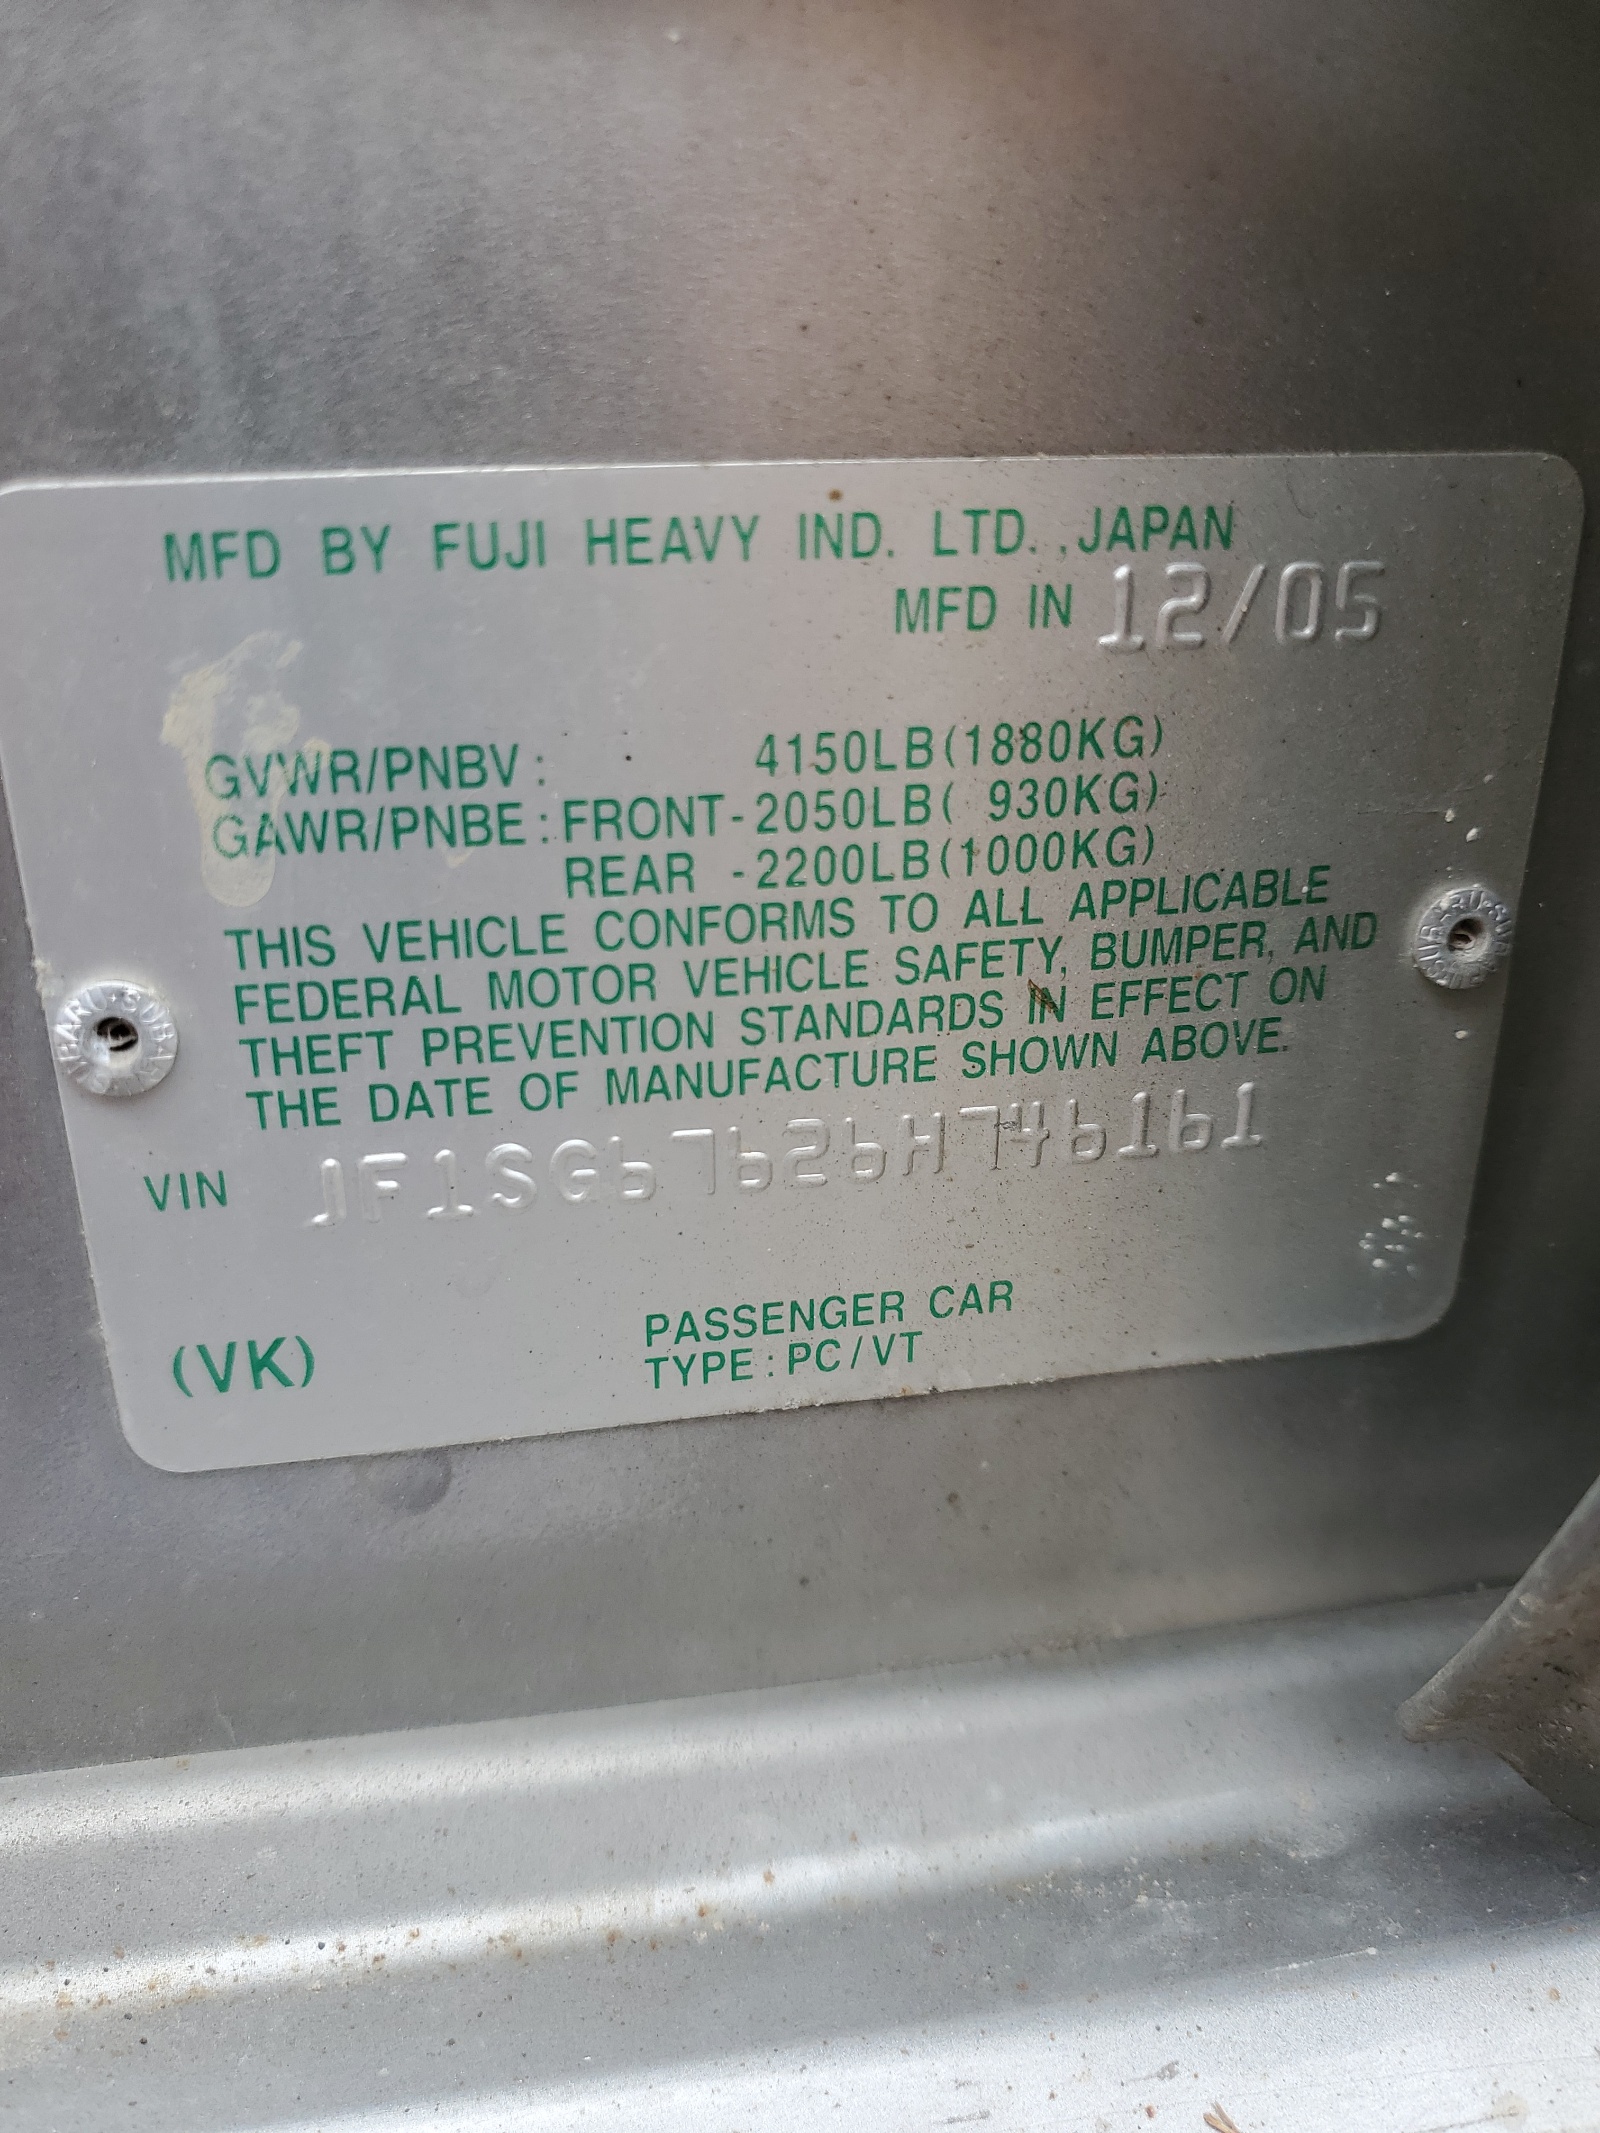 MFD BY FUJI HEAVY IND. LTD. ,JAPAN
MFD IN 12/05
GVWR/PNBV : 4150LB(1880KG)
GAWR/PNBE : FRONT-2050LB( 930KG)
REAR -2200LB(1000KG)
THIS VEHICLE CONFORMS TO ALL APPLICABLE
FEDERAL MOTOR VEHICLE SAFETY, BUMPER, AND
THEFT PREVENTION STANDARDS IN EFFECT ON
THE DATE OF MANUFACTURE SHOWN ABOVE.
VIN JF1SG67626H746161
(VK)
PASSENGER CAR
TYPE : PC/VT